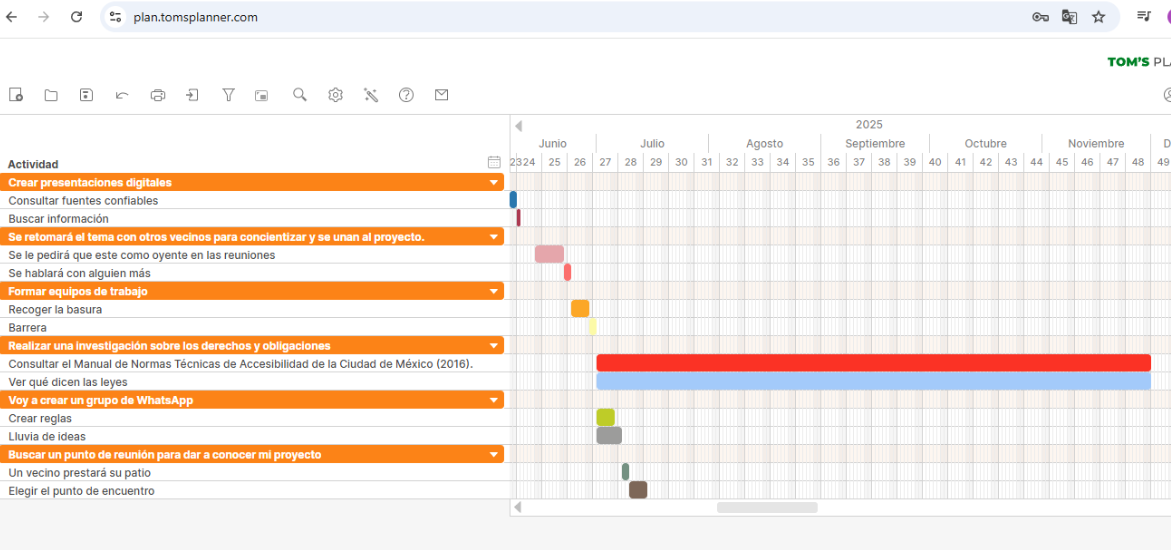 plan.tomsplanner.com
TOM'S PLA
2025
Junio Julio Agosto Septiembre Octubre Noviembre D
Actividad
23 24 25 26 27 28 29 30 31 32 33 34 35 36 37 38 39 40 41 42 43 44 45 46 47 48 49
Crear presentaciones digitales
Consultar fuentes confiables
Buscar información
Se retomará el tema con otros vecinos para concientizar y se unan al proyecto.
Se le pedirá que este como oyente en las reuniones
Se hablará con alguien más
Formar equipos de trabajo
Recoger la basura
Barrera
Realizar una investigación sobre los derechos y obligaciones
Consultar el Manual de Normas Técnicas de Accesibilidad de la Ciudad de México (2016).
Ver qué dicen las leyes
Voy a crear un grupo de WhatsApp
Crear reglas
Lluvia de ideas
Buscar un punto de reunión para dar a conocer mi proyecto
Un vecino prestará su patio
Elegir el punto de encuentro